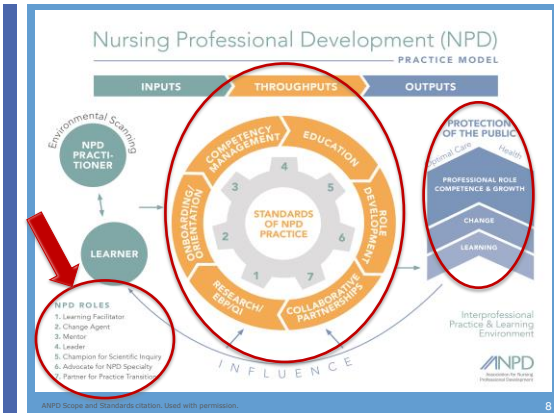 Nursing Professional Development (NPD)
PRACTICE MODEL
INPUTS
THROUGHPUTS
OUTPUTS
Environmental Scanning
NPD
PRACTI-
TIONER
LEARNER
NPD ROLES
1. Learning Facilitator
2. Change Agent
3. Mentor
4. Leader
5. Champion for Scientific Inquiry
6. Advocate for NPD Specialty
7. Partner for Practice Transition
ONBOARDING/
ORIENTATION
COMPETENCY
MANAGEMENT
EDUCATION
ROLE
DEVELOPMENT
COLLABORATIVE
PARTNERSHIPS
RESEARCH/
EBP/QI
1
2
3
4
5
6
7
STANDARDS
OF NPD
PRACTICE
INFLUENCE
PROTECTION
OF THE PUBLIC
Optimal Care
Health
PROFESSIONAL ROLE
COMPETENCE & GROWTH
CHANGE
LEARNING
Interprofessional
Practice & Learning
Environment
ANPD
Association for Nursing
Professional Development
ANPD Scope and Standards citation. Used with permission.
8